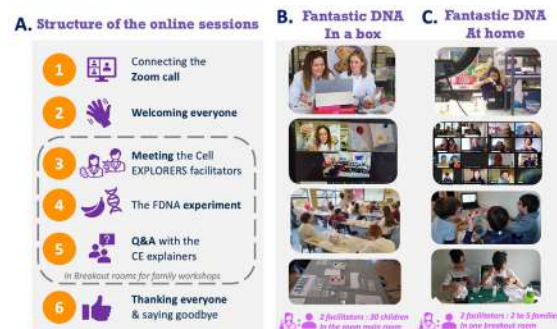 A. Structure of the online sessions
1 Connecting the
Zoom call
2 Welcoming everyone
3 Meeting the Cell
EXPLORERS facilitators
4 The FDNA experiment
5 Q&A with the
CE explainers
in Breakout rooms for family workshops
6 Thanking everyone
& saying goodbye
B. Fantastic DNA
In a box
2 facilitators : 30 children
In the zoom main room
C. Fantastic DNA
At home
2 facilitators : 2 to 5 families
In one breakout room